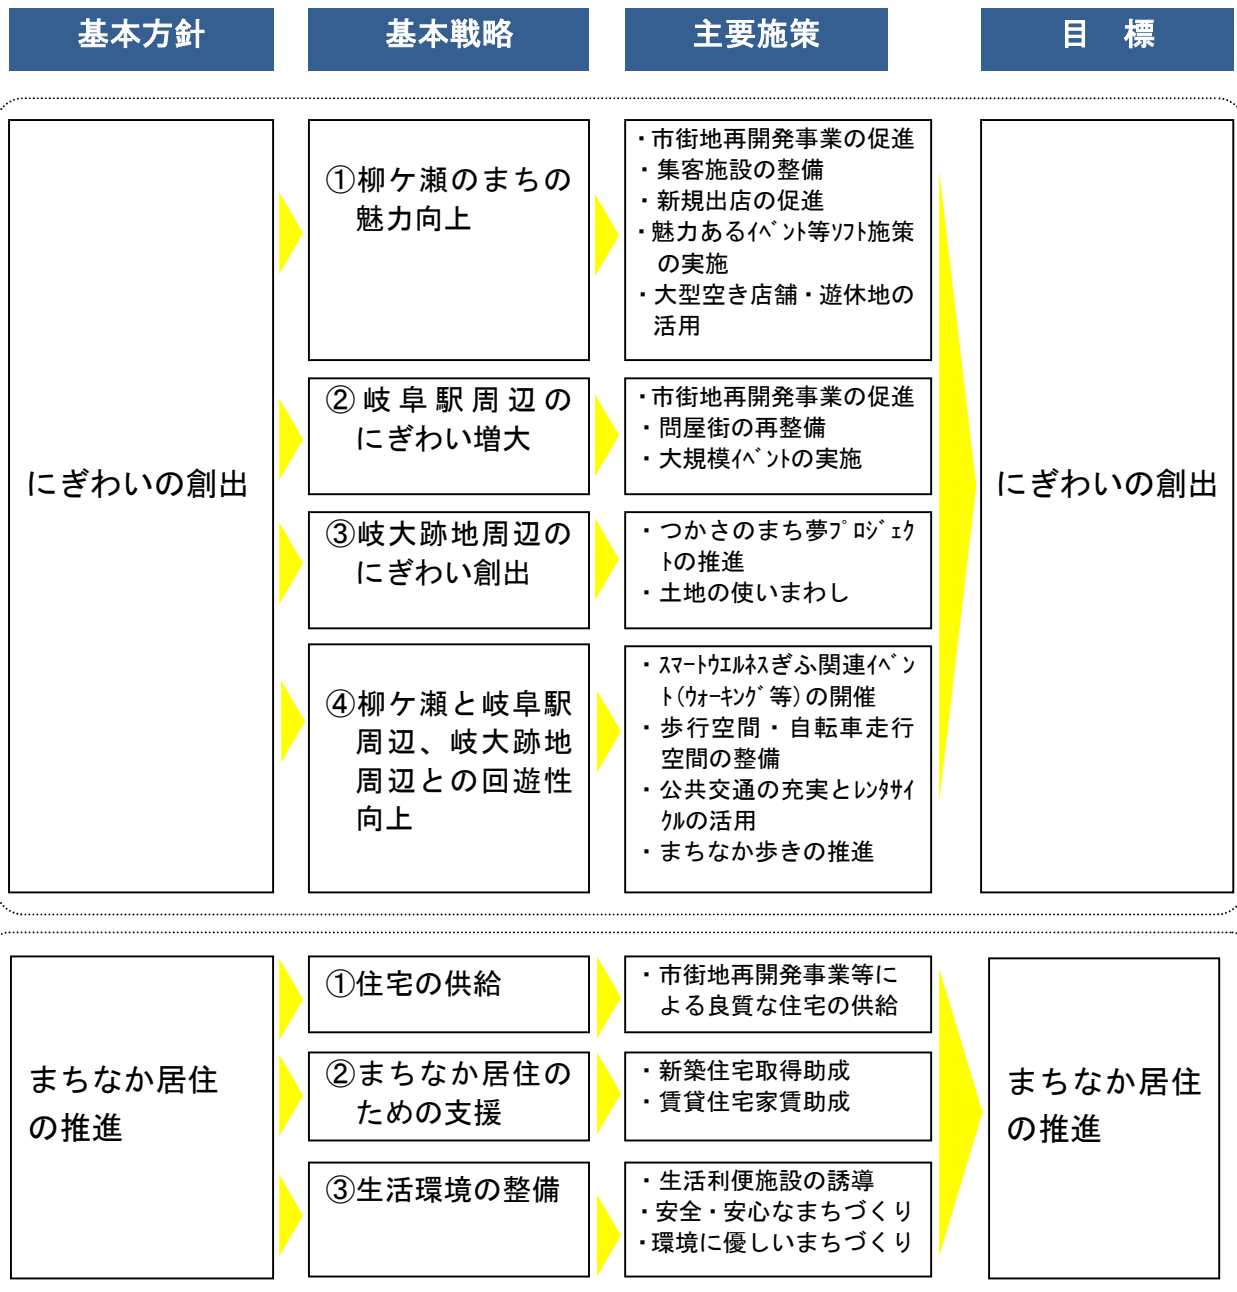 基本方針
基本戦略
主要施策
目　標
にぎわいの創出
①柳ケ瀬のまちの
魅力向上
・市街地再開発事業の促進
・集客施設の整備
・新規出店の促進
・魅力あるｲﾍﾞﾝﾄ等ｿﾌﾄ施策
の実施
・大型空き店舗・遊休地の
活用
②岐阜駅周辺の
にぎわい増大
・市街地再開発事業の促進
・問屋街の再整備
・大規模ｲﾍﾞﾝﾄの実施
③岐大跡地周辺の
にぎわい創出
・つかさのまち夢ﾌﾟﾛｼﾞｪｸ
ﾄの推進
・土地の使いまわし
④柳ケ瀬と岐阜駅
周辺、岐大跡地
周辺との回遊性
向上
・ｽﾏｰﾄｳｴﾙﾈｽぎふ関連ｲﾍﾞﾝ
ﾄ(ｳｫｰｷﾝｸﾞ等)の開催
・歩行空間・自転車走行
空間の整備
・公共交通の充実とﾚﾝﾀｻｲ
ｸﾙの活用
・まちなか歩きの推進
にぎわいの創出
まちなか居住
の推進
①住宅の供給
・市街地再開発事業等に
よる良質な住宅の供給
②まちなか居住の
ための支援
・新築住宅取得助成
・賃貸住宅家賃助成
③生活環境の整備
・生活利便施設の誘導
・安全・安心なまちづくり
・環境に優しいまちづくり
まちなか居住
の推進